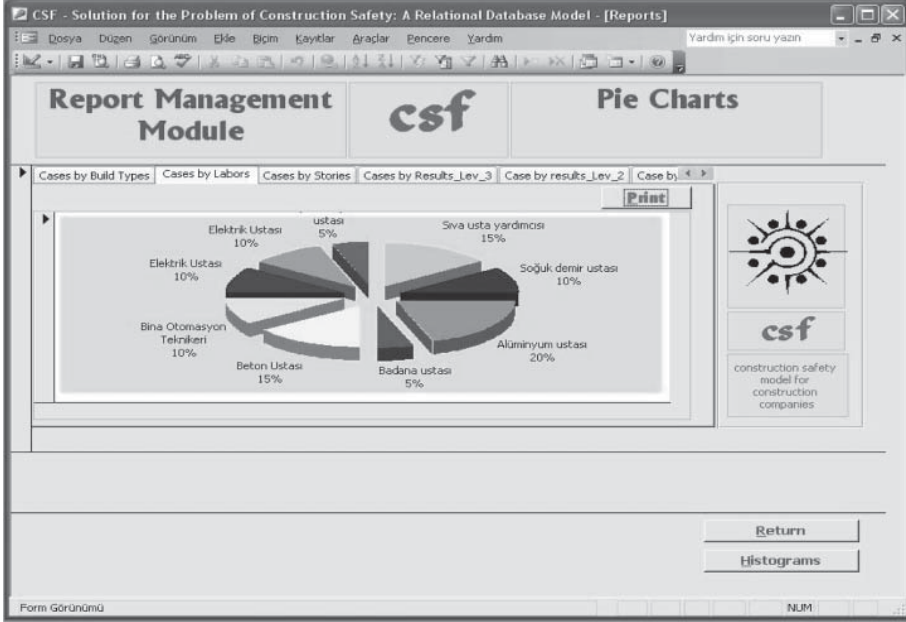 CSF - Solution for the Problem of Construction Safety: A Relational Database Model - [Reports]
Dosya Düzen Görünüm Ekle Biçim Kayıtlar Araçlar Pencere Yardım
Yardım için soru yazın
Report Management
Module
csf
Pie Charts
Cases by Build Types
Cases by Labors
Cases by Stories
Cases by Results_Lev_3
Case by results_Lev_2
Case by
Print
ustası
5%
Sıva usta yardımcısı
15%
Elektrik Ustası
10%
Elektrik Ustası
10%
Soğuk demir ustası
10%
Bina Otomasyon
Teknikeri
10%
Alüminyum ustası
20%
Beton Ustası
15%
Badana ustası
5%
csf
construction safety
model for
construction
companies
Return
Histograms
Form Görünümü
NUM